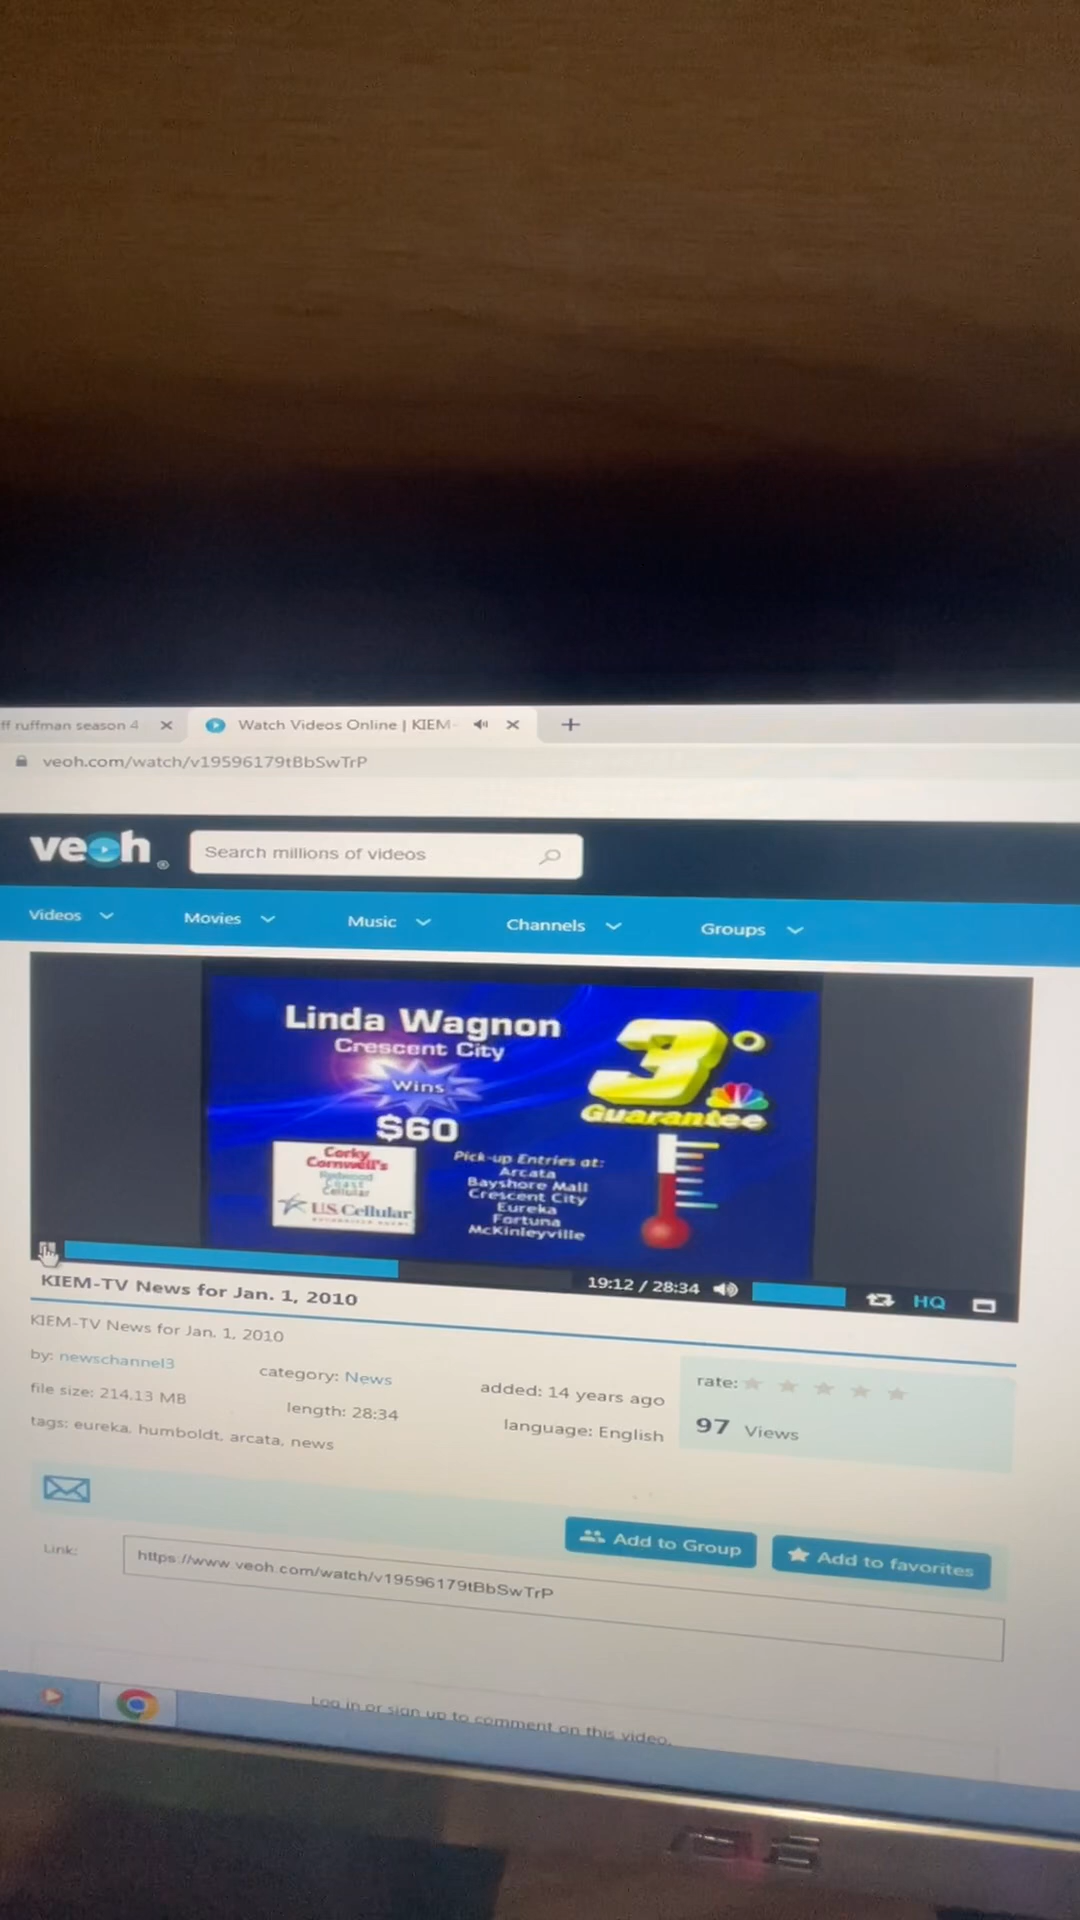 ff ruffman season 4
Watch Videos Online | KIEM-
veoh.com/watch/v19596179tBbSwTrP
veoh
Search millions of videos
Videos Movies Music Channels Groups
Linda Wagnon
Crescent City
Wins
$60
3°
Guarantee
Corky
Cornwell's
Redwood
Coast
Cellular
U.S. Cellular
Pick-up Entries at:
Arcata
Bayshore Mall
Crescent City
Eureka
Fortuna
McKinleyville
19:12 / 28:34 HQ
KIEM-TV News for Jan. 1, 2010
KIEM-TV News for Jan. 1, 2010
by: newschannel3 category: News added: 14 years ago
file size: 214.13 MB length: 28:34 language: English
tags: eureka, humboldt, arcata, news
rate:
97 Views
Add to Group Add to favorites
Link: https://www.veoh.com/watch/v19596179tBbSwTrP
Log in or sign up to comment on this video.
ASUS